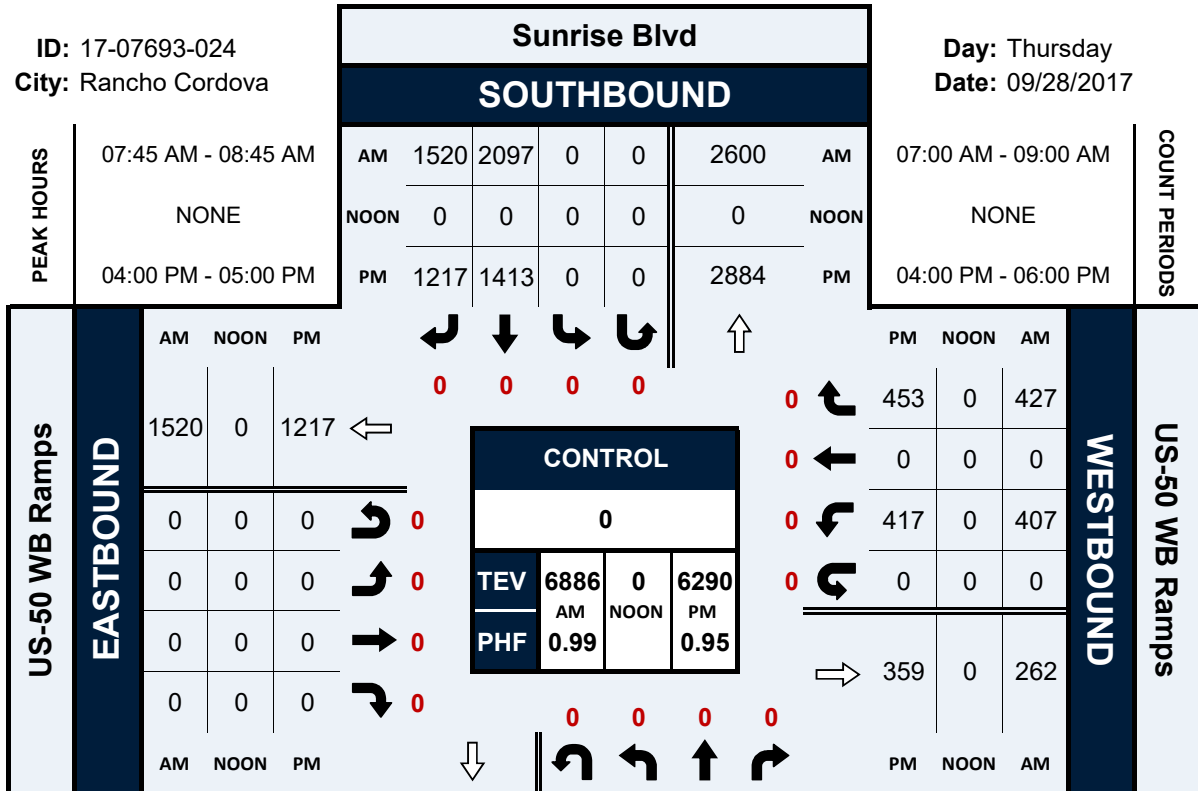 ID: 17-07693-024
City: Rancho Cordova
Sunrise Blvd
SOUTHBOUND
Day: Thursday
Date: 09/28/2017
PEAK HOURS
07:45 AM - 08:45 AM
NONE
04:00 PM - 05:00 PM
AM 1520 2097 0 0 2600 AM
NOON 0 0 0 0 0 NOON
PM 1217 1413 0 0 2884 PM
07:00 AM - 09:00 AM
NONE
04:00 PM - 06:00 PM
COUNT PERIODS
0 0 0 0
US-50 WB Ramps
EASTBOUND
AM NOON PM
1520 0 1217
0 0 0 0
0 0 0 0
0 0 0 0
0 0 0 0
AM NOON PM
CONTROL
0
TEV 6886 0 6290
AM NOON PM
PHF 0.99 0.95
PM NOON AM
0 453 0 427
0 0 0 0
0 417 0 407
0 0 0 0
359 0 262
PM NOON AM
WESTBOUND
US-50 WB Ramps
0 0 0 0